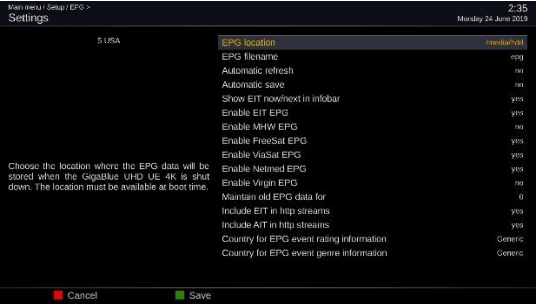 Main menu / Setup / EPG >
Settings
2:35
Monday 24 June 2019
5 USA
EPG location /media/hdd
EPG filename epg
Automatic refresh no
Automatic save no
Show EIT now/next in infobar yes
Enable EIT EPG yes
Enable MHW EPG no
Enable FreeSat EPG yes
Enable ViaSat EPG yes
Enable Netmed EPG yes
Enable Virgin EPG no
Maintain old EPG data for 0
Include EIT in http streams yes
Include AIT in http streams yes
Country for EPG event rating information Generic
Country for EPG event genre information Generic
Choose the location where the EPG data will be
stored when the GigaBlue UHD UE 4K is shut
down. The location must be available at boot time.
Cancel
Save